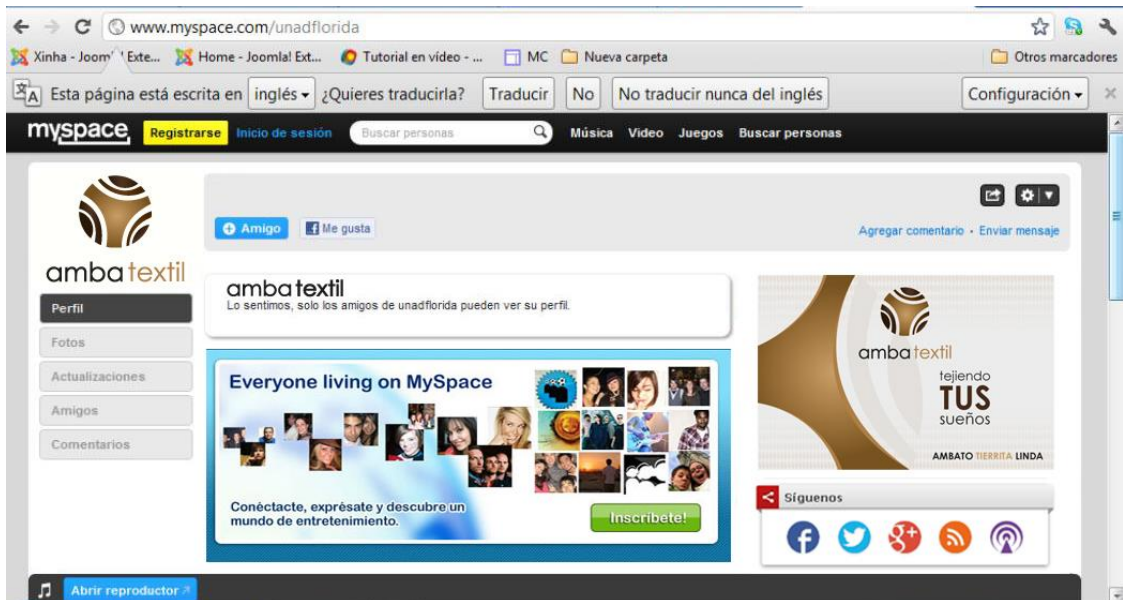 www.myspace.com/unadflorida
Xinha - Joom Exte... Home - Joomla! Ext... Tutorial en vídeo - ... MC Nueva carpeta Otros marcadores
Esta página está escrita en inglés ¿Quieres traducirla? Traducir No No traducir nunca del inglés Configuración
myspace Registrarse Inicio de sesión Buscar personas Música Video Juegos Buscar personas
amba textil
Amigo Me gusta
Agregar comentario · Enviar mensaje
Perfil
Fotos
Actualizaciones
Amigos
Comentarios
amba textil
Lo sentimos, solo los amigos de unadflorida pueden ver su perfil.
Everyone living on MySpace
Conéctacte, exprésate y descubre un
mundo de entretenimiento.
Inscríbete!
amba textil
tejiendo
TUS
sueños
AMBATO TIERRITA LINDA
Síguenos
Abrir reproductor